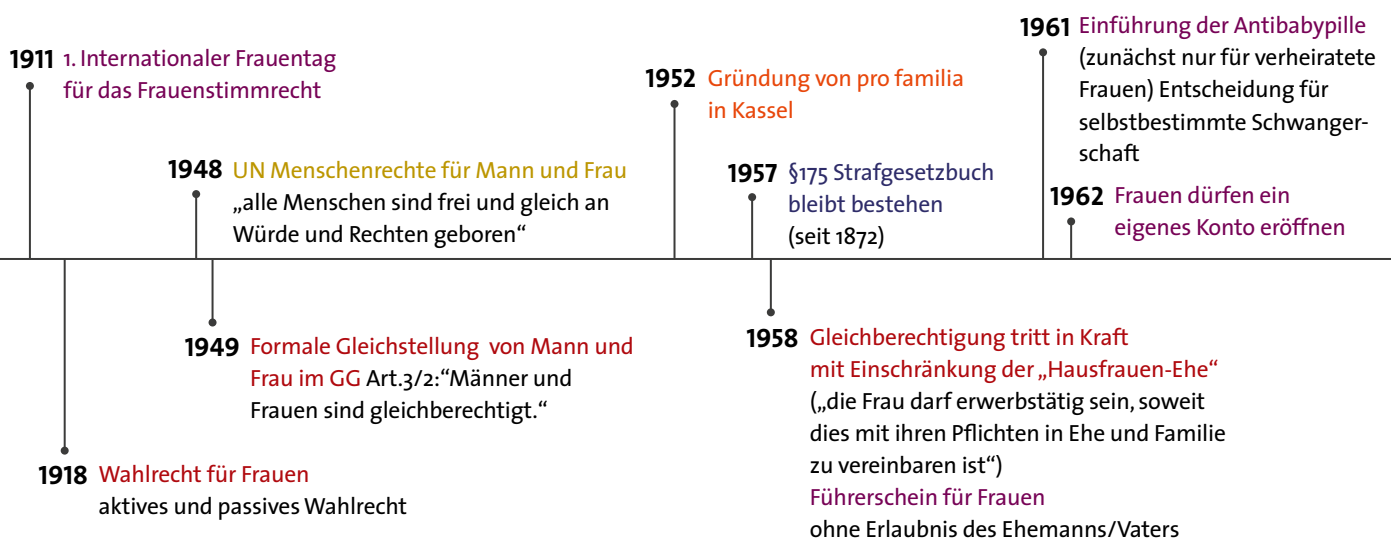 1911 1. Internationaler Frauentag
für das Frauenstimmrecht
1918 Wahlrecht für Frauen
aktives und passives Wahlrecht
1948 UN Menschenrechte für Mann und Frau
„alle Menschen sind frei und gleich an
Würde und Rechten geboren“
1949 Formale Gleichstellung von Mann und
Frau im GG Art.3/2:“Männer und
Frauen sind gleichberechtigt.“
1952 Gründung von pro familia
in Kassel
1957 §175 Strafgesetzbuch
bleibt bestehen
(seit 1872)
1958 Gleichberechtigung tritt in Kraft
mit Einschränkung der „Hausfrauen-Ehe“
(„die Frau darf erwerbstätig sein, soweit
dies mit ihren Pflichten in Ehe und Familie
zu vereinbaren ist“)
Führerschein für Frauen
ohne Erlaubnis des Ehemanns/Vaters
1961 Einführung der Antibabypille
(zunächst nur für verheiratete
Frauen) Entscheidung für
selbstbestimmte Schwanger-
schaft
1962 Frauen dürfen ein
eigenes Konto eröffnen